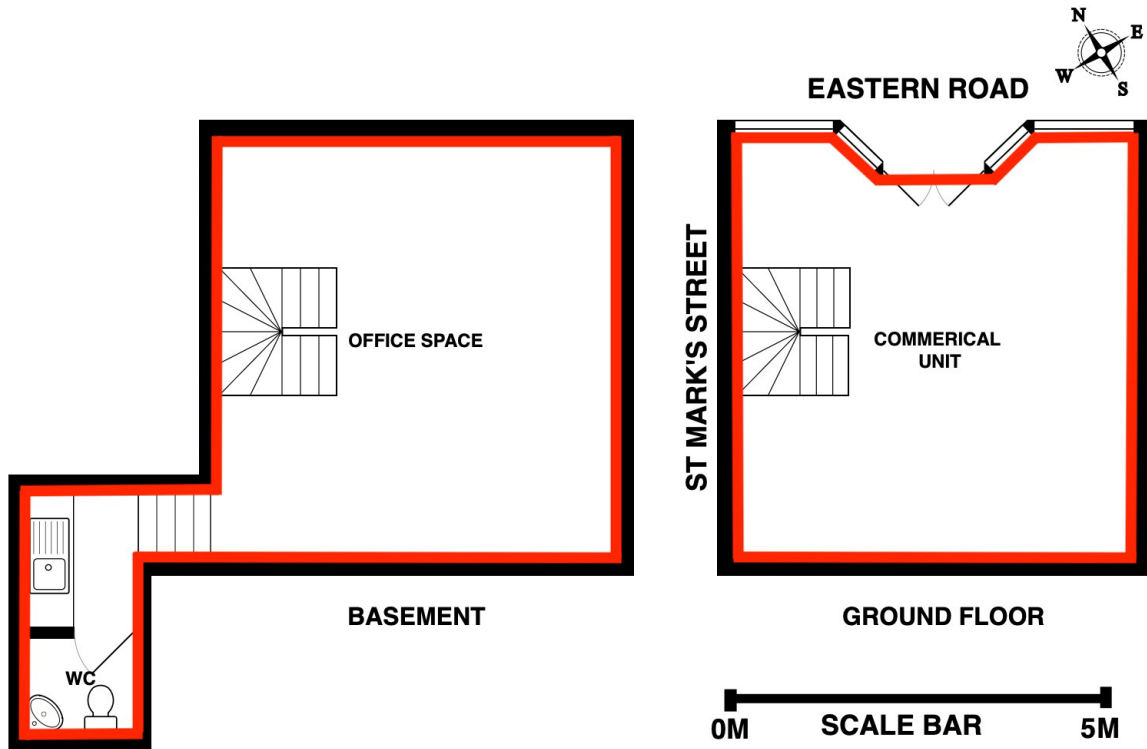 N
E
W
S
EASTERN ROAD
ST MARK'S STREET
OFFICE SPACE
COMMERICAL
UNIT
WC
BASEMENT
GROUND FLOOR
0M
SCALE BAR
5M